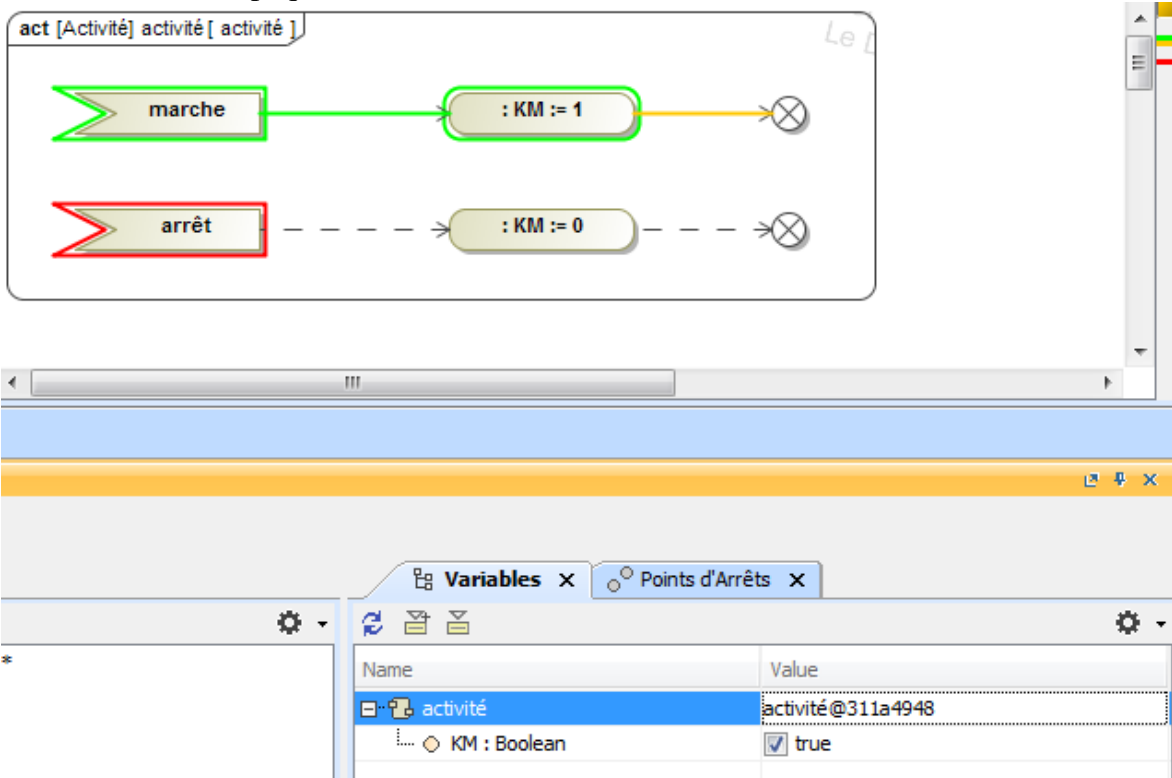 act [Activité] activité [ activité ]
Le
marche
: KM := 1
arrêt
: KM := 0
Variables
Points d'Arrêts
*
Name
Value
activité
activité@311a4948
KM : Boolean
true